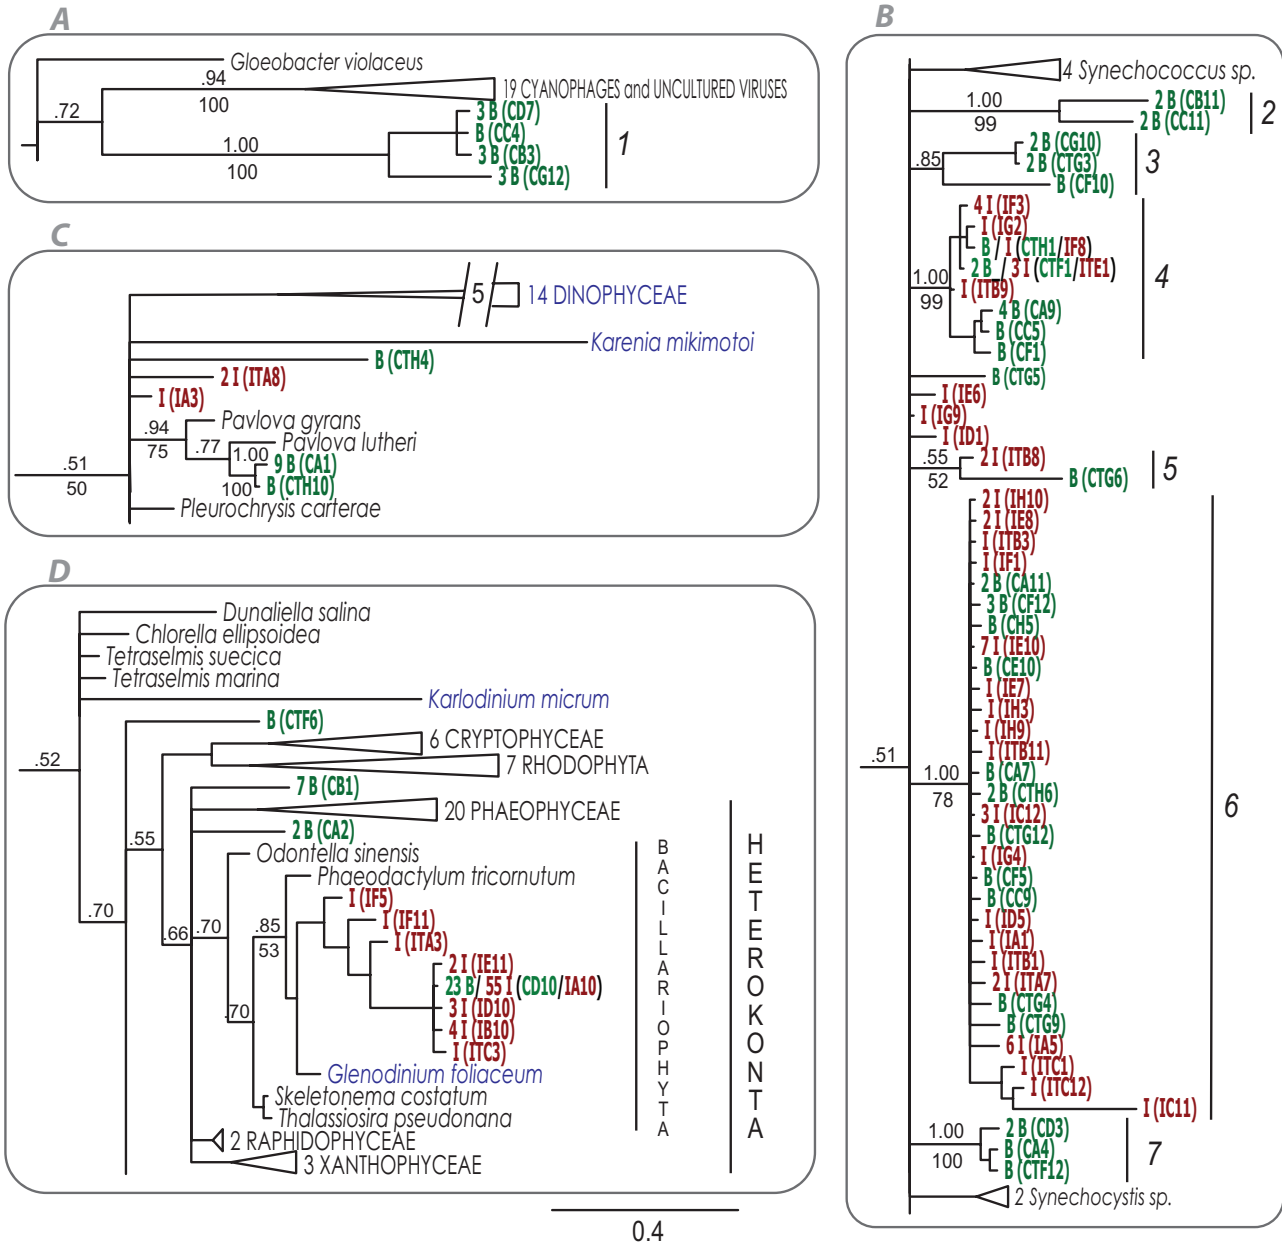 A
Gloeobacter violaceus
.94
19 CYANOPHAGES and UNCULTURED VIRUSES
100
.72
3 B (CD7)
B (CC4)
1.00
3 B (CB3)
100
3 B (CG12)
1
C
5
14 DINOPHYCEAE
Karenia mikimotoi
B (CTH4)
2 I (ITA8)
I (IA3)
Pavlova gyrans
.94
75
.77
Pavlova lutheri
1.00
9 B (CA1)
.51
50
100
B (CTH10)
Pleurochrysis carterae
D
Dunaliella salina
Chlorella ellipsoidea
Tetraselmis suecica
Tetraselmis marina
Karlodinium micrum
B (CTF6)
6 CRYPTOPHYCEAE
.52
7 RHODOPHYTA
7 B (CB1)
20 PHAEOPHYCEAE
2 B (CA2)
.55
Odontella sinensis
Phaeodactylum tricornutum
I (IF5)
.70
.66
.70
.85
53
I (IF11)
I (ITA3)
2 I (IE11)
23 B / 55 I (CD10/IA10)
.70
3 I (ID10)
4 I (IB10)
I (ITC3)
Glenodinium foliaceum
Skeletonema costatum
Thalassiosira pseudonana
2 RAPHIDOPHYCEAE
3 XANTHOPHYCEAE
BACILLARIOPHYTA
HETEROKONTA
0.4
B
4 Synechococcus sp.
1.00
99
2 B (CB11)
2 B (CC11)
2
2 B (CG10)
.85
2 B (CTG3)
B (CF10)
3
4 I (IF3)
I (IG2)
B / I (CTH1/IF8)
2 B / 3 I (CTF1/ITE1)
1.00
99
I (ITB9)
4 B (CA9)
B (CC5)
B (CF1)
4
B (CTG5)
I (IE6)
I (IG9)
I (ID1)
.55
52
2 I (ITB8)
B (CTG6)
5
2 I (IH10)
2 I (IE8)
I (ITB3)
I (IF1)
2 B (CA11)
3 B (CF12)
B (CH5)
7 I (IE10)
B (CE10)
I (IE7)
I (IH3)
I (IH9)
I (ITB11)
.51
1.00
78
B (CA7)
2 B (CTH6)
3 I (IC12)
B (CTG12)
I (IG4)
B (CF5)
B (CC9)
I (ID5)
I (IA1)
I (ITB1)
2 I (ITA7)
B (CTG4)
B (CTG9)
6 I (IA5)
I (ITC1)
I (ITC12)
I (IC11)
6
1.00
100
2 B (CD3)
B (CA4)
B (CTF12)
7
2 Synechocystis sp.